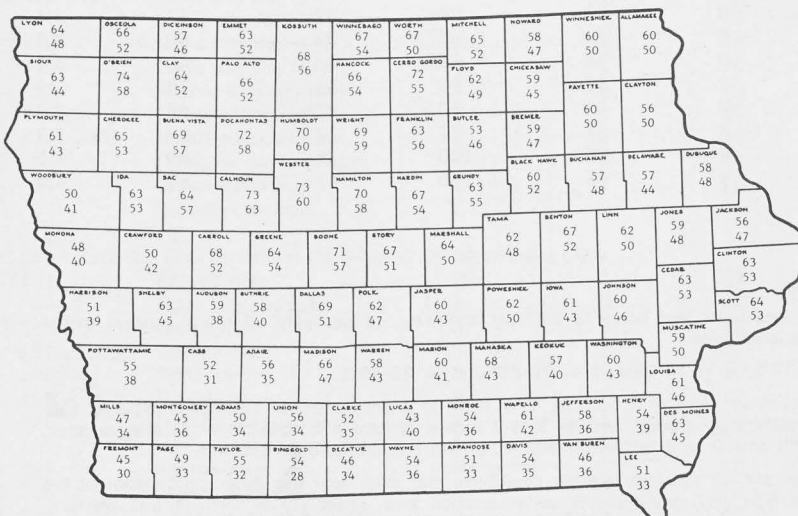 LYON 64
48
OSCEOLA
66
52
DICKINSON
57
46
EMMET
63
52
KOSSUTH
68
56
WINNEBAGO
67
54
WORTH
67
50
MITCHELL
65
52
HOWARD
58
47
WINNESHIEK
60
50
ALLAMAKEE
60
50
SIOUX
63
44
O'BRIEN
74
58
CLAY
64
52
PALO ALTO
66
52
HANCOCK
66
54
CERRO GORDO
72
55
FLOYD
62
49
CHICKASAW
59
45
FAYETTE
60
50
CLAYTON
56
50
PLYMOUTH
61
43
CHEROKEE
65
53
BUENA VISTA
69
57
POCAHONTAS
72
58
HUMBOLDT
70
60
WRIGHT
69
59
FRANKLIN
63
56
BUTLER
53
46
BREMER
59
47
WOODBURY
50
41
IDA
63
53
SAC
64
57
CALHOUN
73
63
WEBSTER
73
60
HAMILTON
70
58
HARDIN
67
54
GRUNDY
63
55
BLACK HAWK
60
52
BUCHANAN
57
48
DELAWARE
57
44
DUBUQUE
58
48
MONONA
48
40
CRAWFORD
50
42
CARROLL
68
52
GREENE
64
54
BOONE
71
57
STORY
67
51
MARSHALL
64
50
TAMA
62
48
BENTON
67
52
LINN
62
50
JONES
59
48
JACKSON
56
47
CLINTON
63
53
CEDAR
63
53
SCOTT 64
53
HARRISON
51
39
SHELBY
63
45
AUDUBON
59
38
GUTHRIE
58
40
DALLAS
69
51
POLK
62
47
JASPER
60
43
POWESHIEK
62
50
IOWA
61
43
JOHNSON
60
46
MUSCATINE
59
50
POTTAWATTAMIE
55
38
CASS
52
31
ADAIR
56
35
MADISON
66
47
WARREN
58
43
MARION
60
41
MAHASKA
68
43
KEOKUK
57
40
WASHINGTON
60
43
LOUISA
61
46
MILLS
47
34
MONTGOMERY
45
36
ADAMS
50
34
UNION
56
34
CLARKE
52
35
LUCAS
43
40
MONROE
54
36
WAPELLO
61
42
JEFFERSON
58
36
HENRY
54
39
DES MOINES
63
45
FREMONT
45
30
PAGE
49
33
TAYLOR
55
32
RINGGOLD
54
28
DECATUR
46
34
WAYNE
54
36
APPANOOSE
51
33
DAVIS
54
35
VAN BUREN
46
36
LEE
51
33